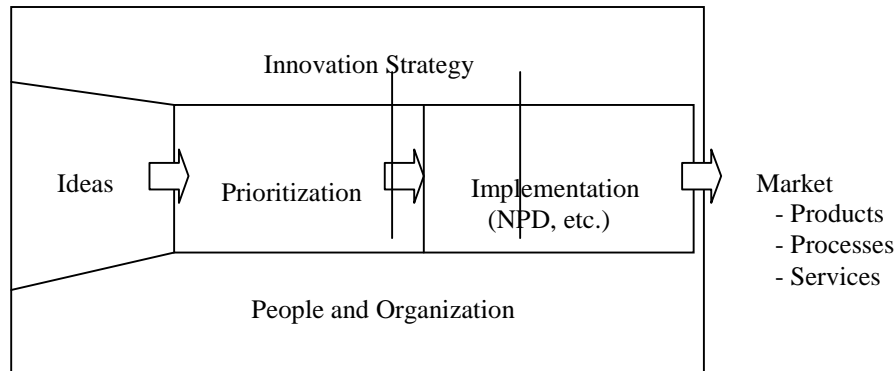 Innovation Strategy
Ideas
Prioritization
Implementation
(NPD, etc.)
Market
- Products
- Processes
- Services
People and Organization